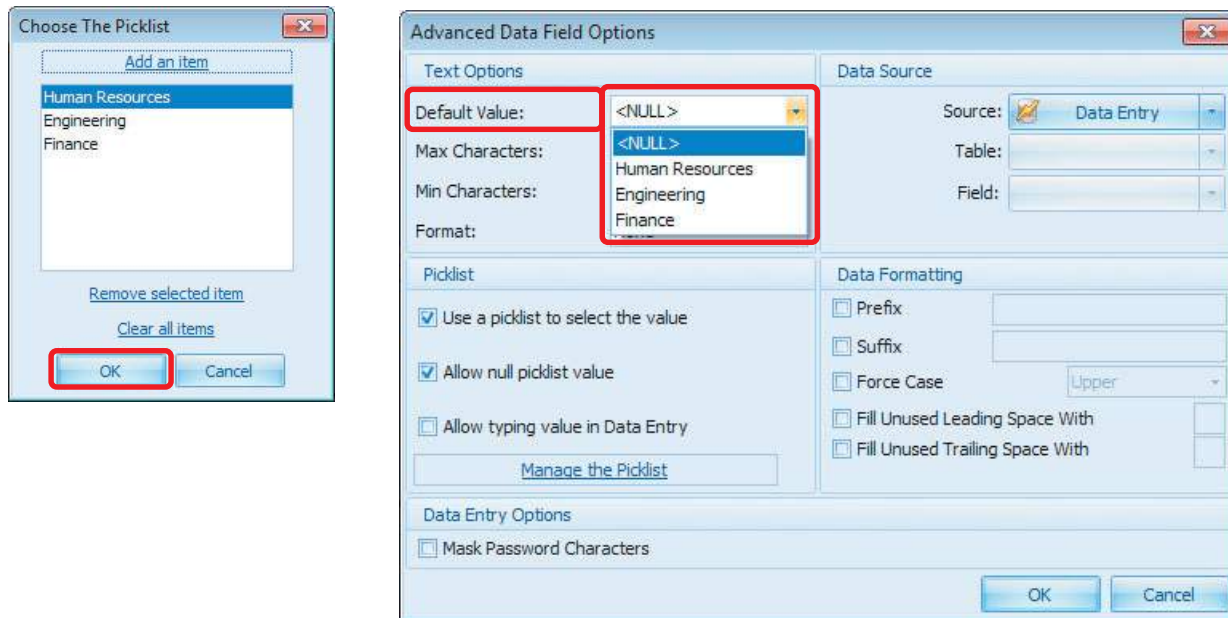 Choose The Picklist
Add an item
Human Resources
Engineering
Finance
Remove selected item
Clear all items
OK Cancel
Advanced Data Field Options
Text Options
Default Value: <NULL>
<NULL>
Human Resources
Engineering
Finance
Max Characters:
Min Characters:
Format:
Data Source
Source: Data Entry
Table:
Field:
Picklist
Use a picklist to select the value
Allow null picklist value
Allow typing value in Data Entry
Manage the Picklist
Data Formatting
Prefix
Suffix
Force Case Upper
Fill Unused Leading Space With
Fill Unused Trailing Space With
Data Entry Options
Mask Password Characters
OK Cancel